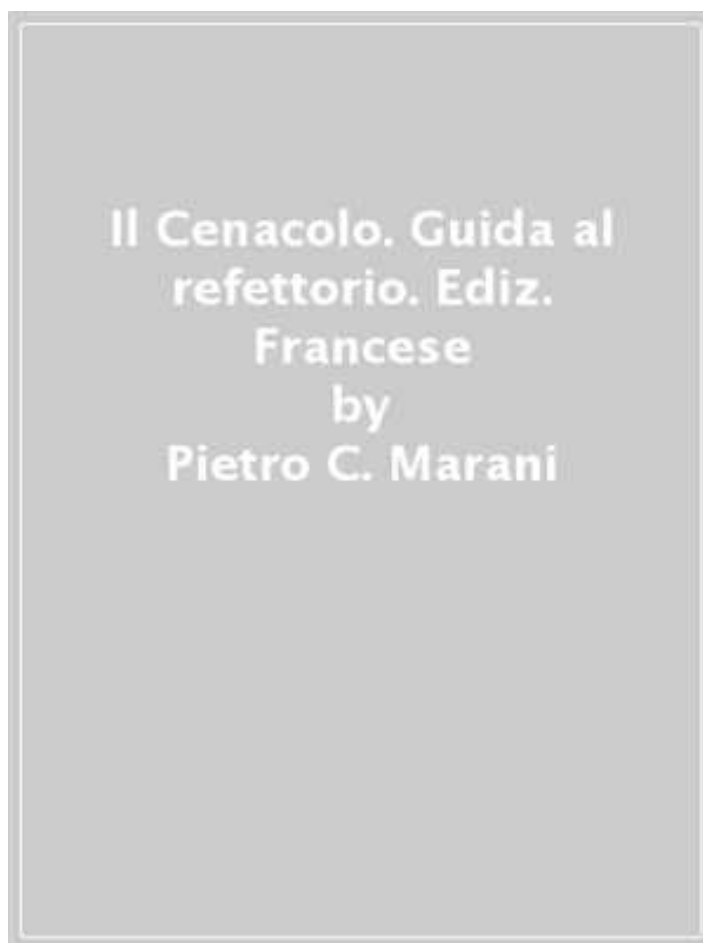 Il Cenacolo. Guida al
refettorio. Ediz.
Francese
by
Pietro C. Marani